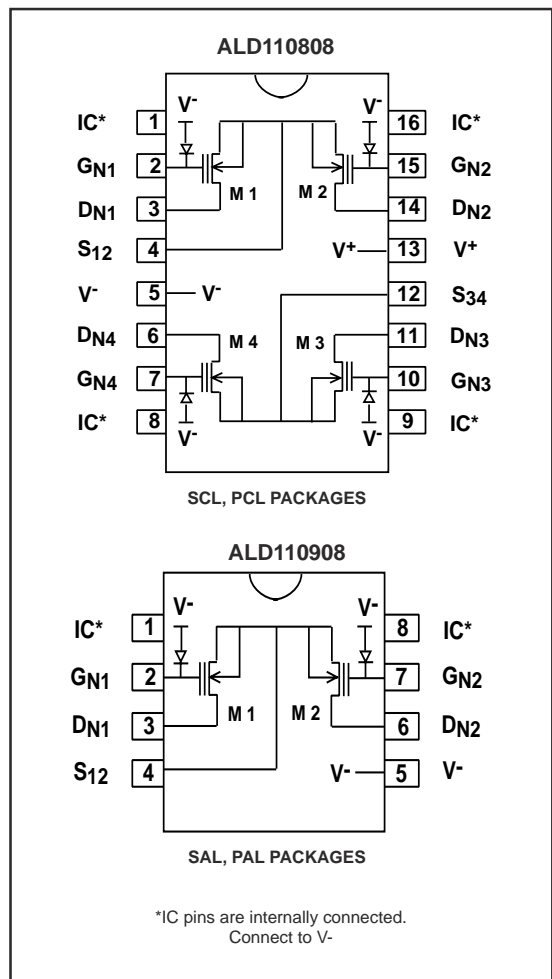 ALD110808
IC* 1 V- V- 16 IC*
GN1 2 15 GN2
M 1 M 2
DN1 3 14 DN2
S12 4 V+ 13 V+
V- 5 V- 12 S34
DN4 6 M 4 M 3 11 DN3
GN4 7 10 GN3
IC* 8 V- V- 9 IC*
SCL, PCL PACKAGES
ALD110908
IC* 1 V- V- 8 IC*
GN1 2 7 GN2
DN1 3 M 1 M 2 6 DN2
S12 4 V- 5 V-
SAL, PAL PACKAGES
*IC pins are internally connected.
Connect to V-